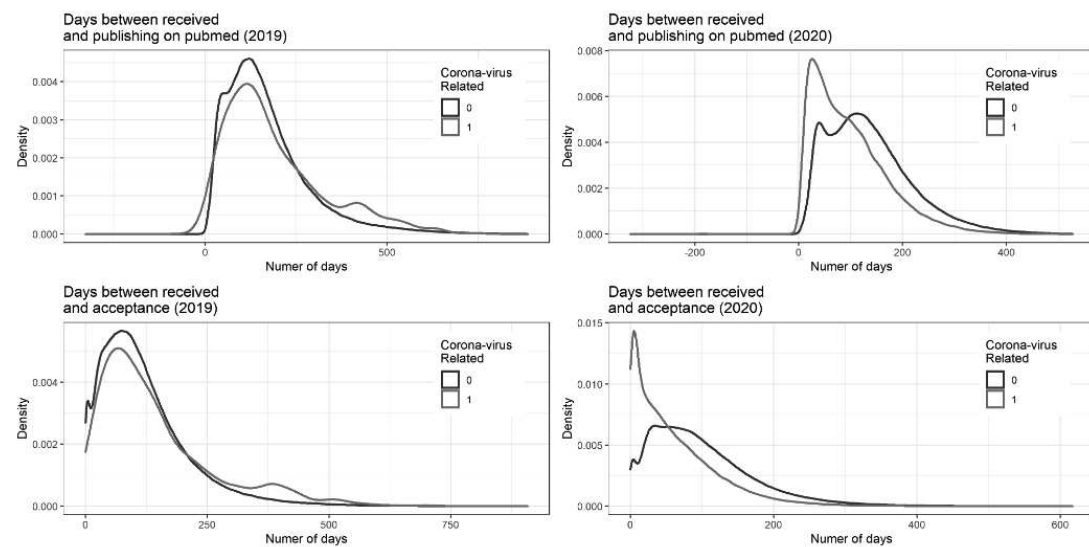 Days between received
and publishing on pubmed (2019)
Density
0.004
0.003
0.002
0.001
0.000
0
500
Numer of days
Corona-virus
Related
0
1
Days between received
and publishing on pubmed (2020)
Density
0.008
0.006
0.004
0.002
0.000
-200
0
200
400
Numer of days
Corona-virus
Related
0
1
Days between received
and acceptance (2019)
Density
0.004
0.002
0.000
0
250
500
750
Numer of days
Corona-virus
Related
0
1
Days between received
and acceptance (2020)
Density
0.015
0.010
0.005
0.000
0
200
400
600
Numer of days
Corona-virus
Related
0
1